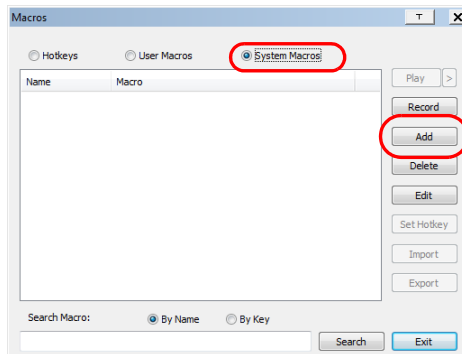 Macros
T X
Hotkeys User Macros System Macros
Name Macro
Play >
Record
Add
Delete
Edit
Set Hotkey
Import
Export
Search Macro: By Name By Key
Search Exit